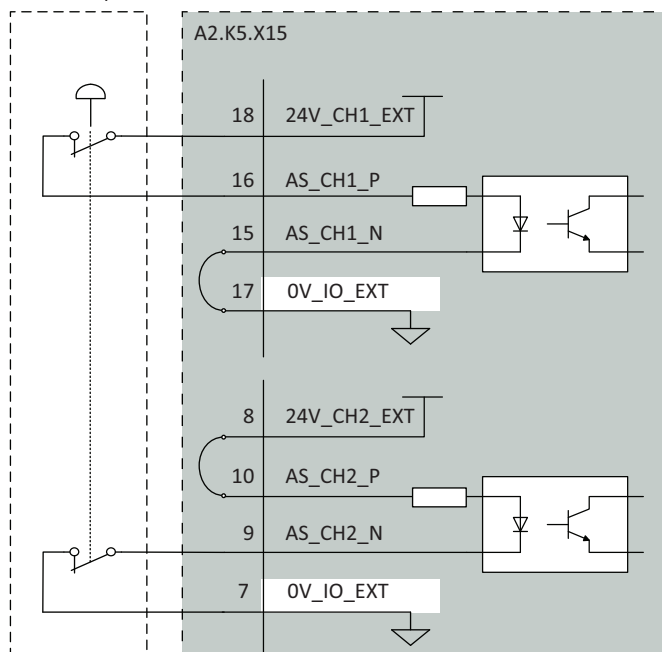 A2.K5.X15
18 24V_CH1_EXT
16 AS_CH1_P
15 AS_CH1_N
17 0V_IO_EXT
8 24V_CH2_EXT
10 AS_CH2_P
9 AS_CH2_N
7 0V_IO_EXT